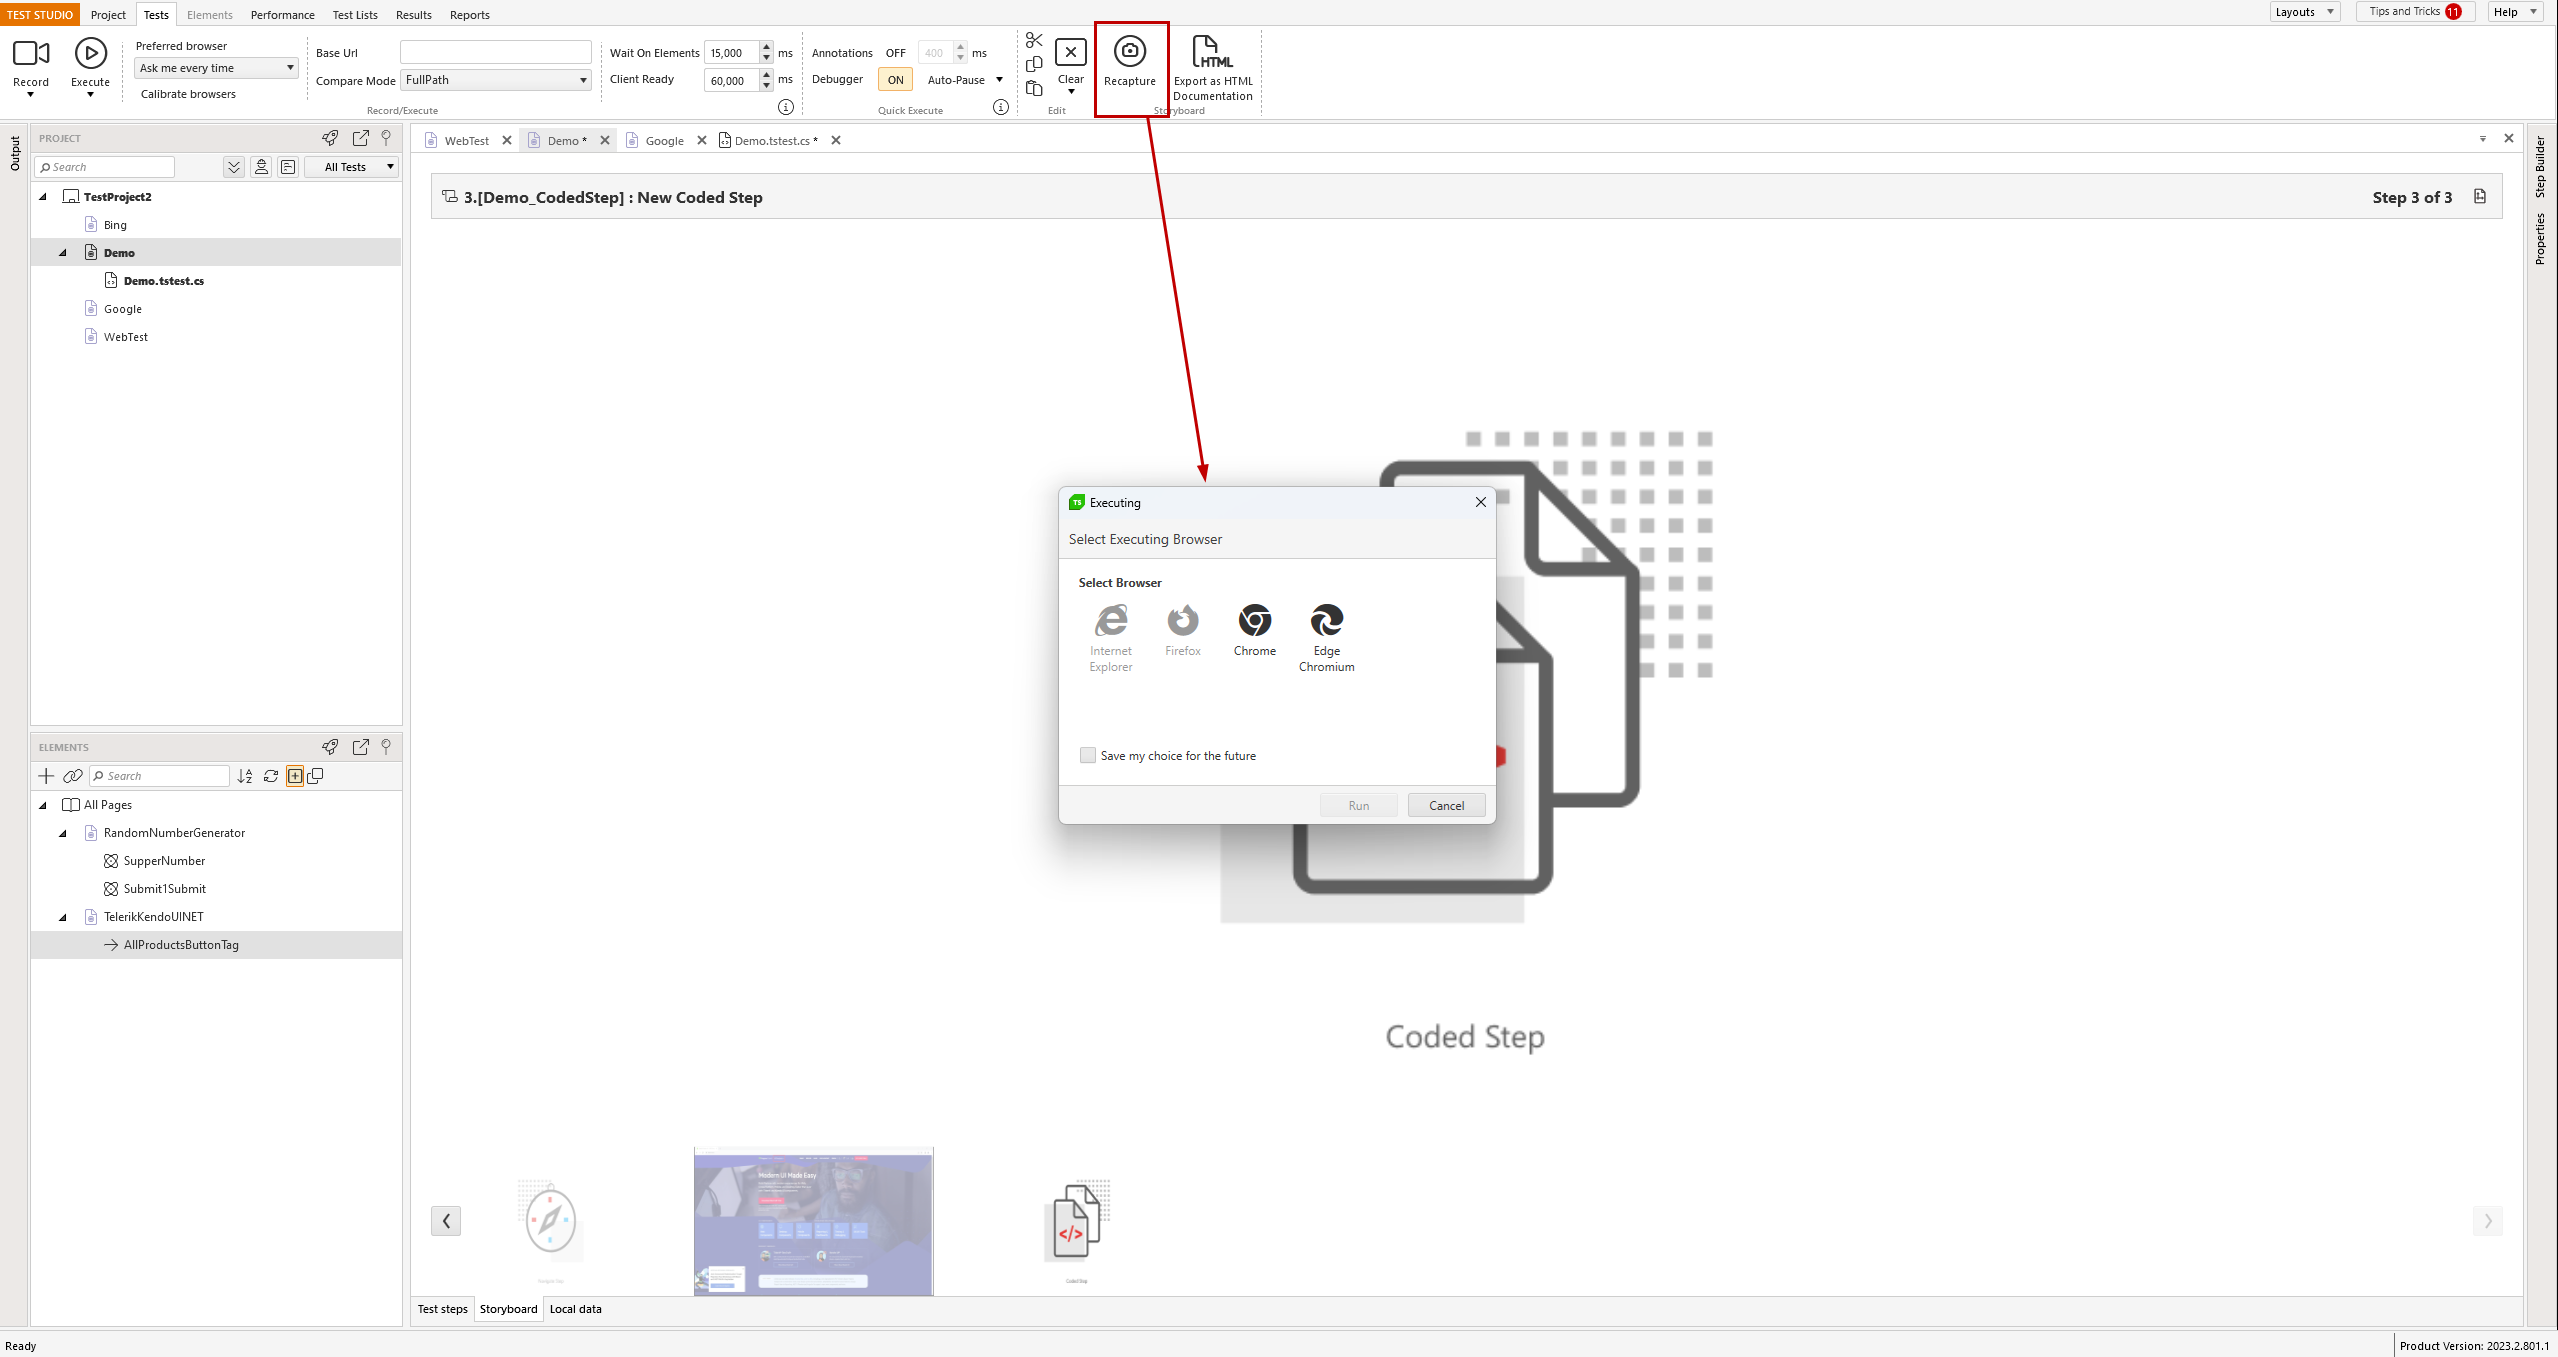 TEST STUDIO Project Tests Elements Performance Test Lists Results Reports Layouts Tips and Tricks 11 Help
Record
Execute
Preferred browser
Ask me every time
Calibrate browsers
Base Url
Compare Mode FullPath
Record/Execute
Wait On Elements 15,000 ms
Client Ready 60,000 ms
Annotations OFF 400 ms
Debugger ON Auto-Pause
Quick Execute
Clear
Edit
Recapture
HTML
Export as HTML
Documentation
Storyboard
Output
PROJECT
Search
All Tests
TestProject2
Bing
Demo
Demo.tstest.cs
Google
WebTest
ELEMENTS
Search
All Pages
RandomNumberGenerator
SupperNumber
Submit1Submit
TelerikKendoUINET
AllProductsButtonTag
WebTest Demo * Google Demo.tstest.cs *
3.[Demo_CodedStep] : New Coded Step Step 3 of 3
TS Executing
Select Executing Browser
Select Browser
Internet
Explorer
Firefox
Chrome
Edge
Chromium
Save my choice for the future
Run Cancel
Coded Step
Modern UI Made Easy
Navigate Step
</>
Coded Step
Test steps Storyboard Local data
Step Builder
Properties
Ready Product Version: 2023.2.801.1